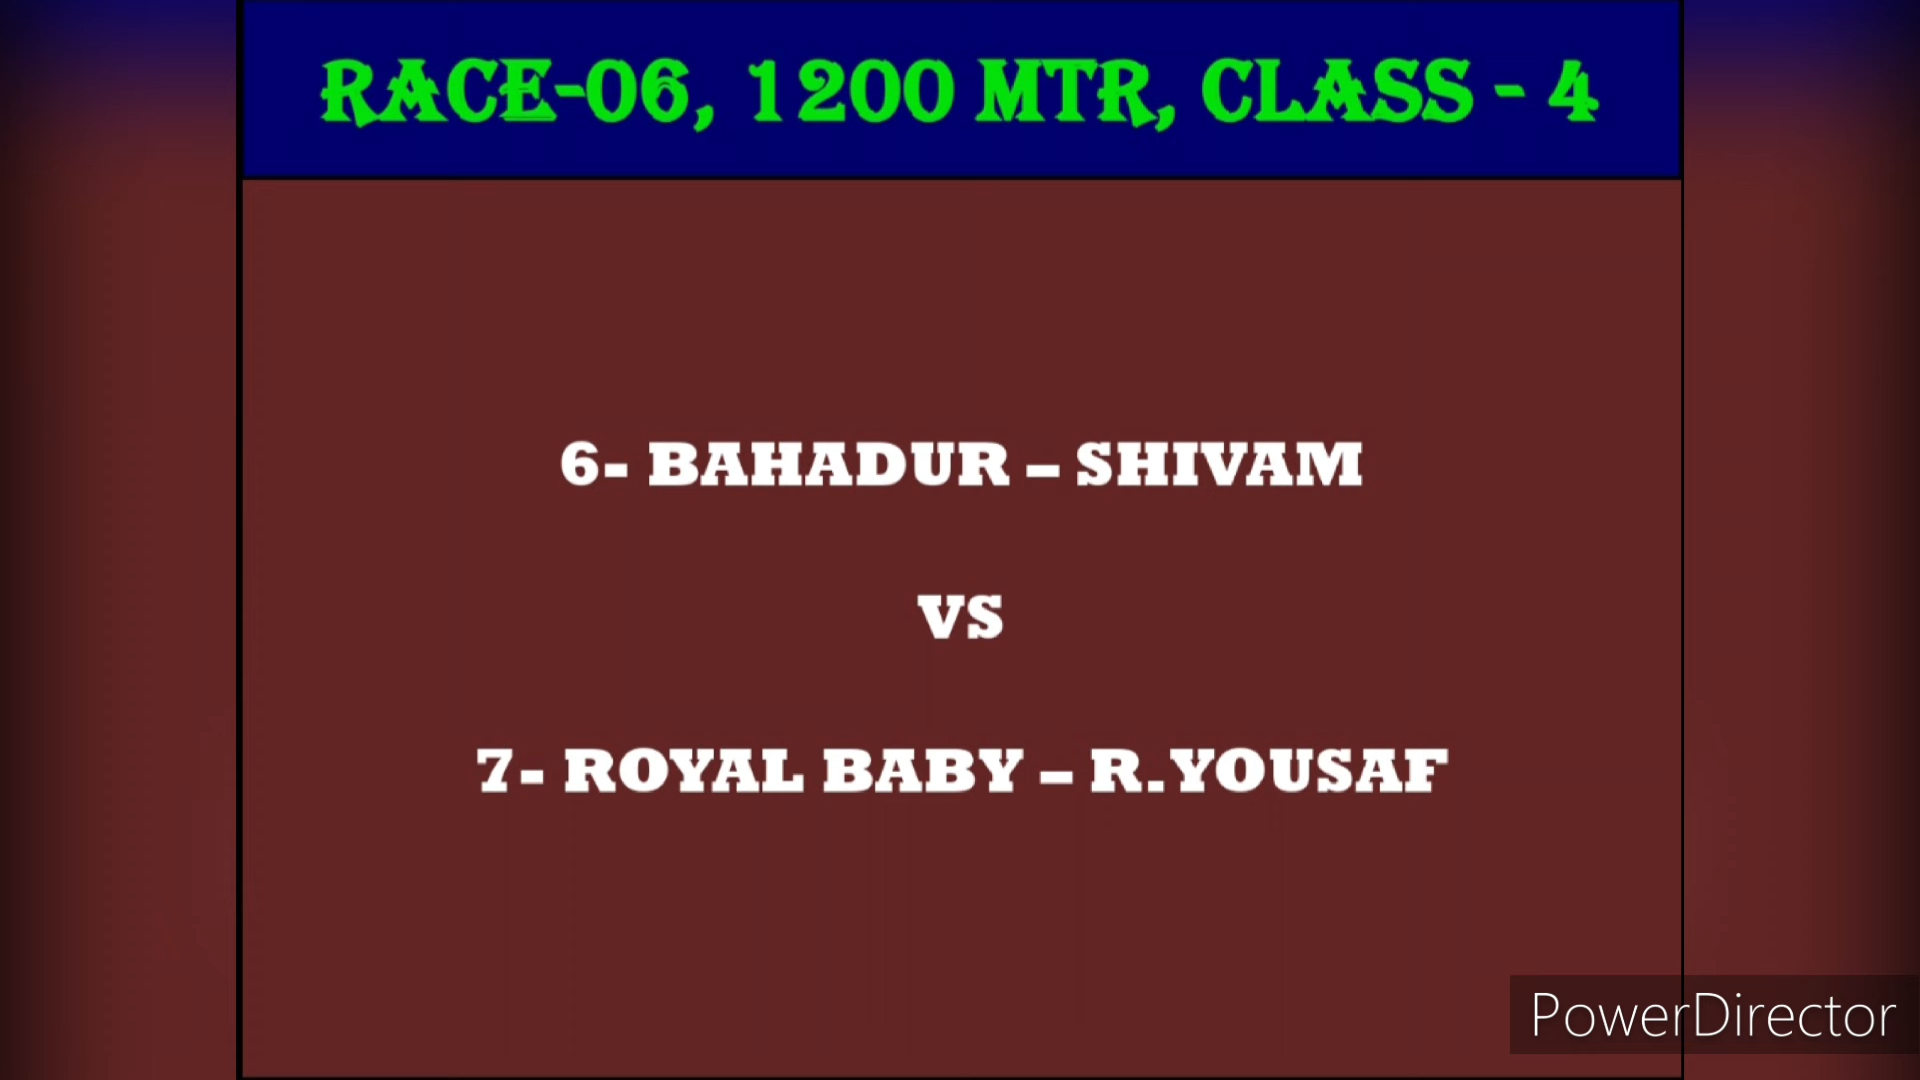 RACE-06, 1200 MTR, CLASS - 4
6- BAHADUR – SHIVAM
VS
7- ROYAL BABY – R.YOUSAF
PowerDirector